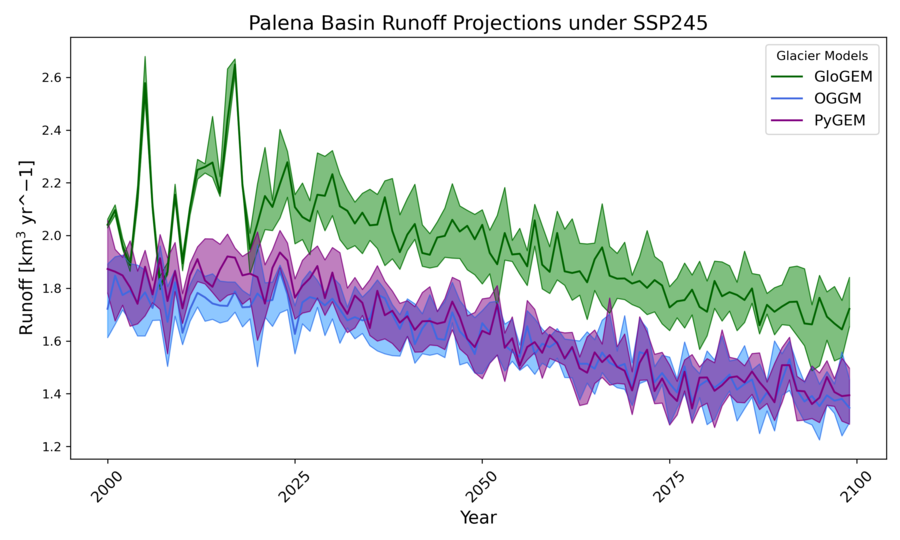 Palena Basin Runoff Projections under SSP245
Glacier Models
GloGEM
OGGM
PyGEM
Runoff [km³ yr^−1]
2.6
2.4
2.2
2.0
1.8
1.6
1.4
1.2
2000
2025
2050
2075
2100
Year